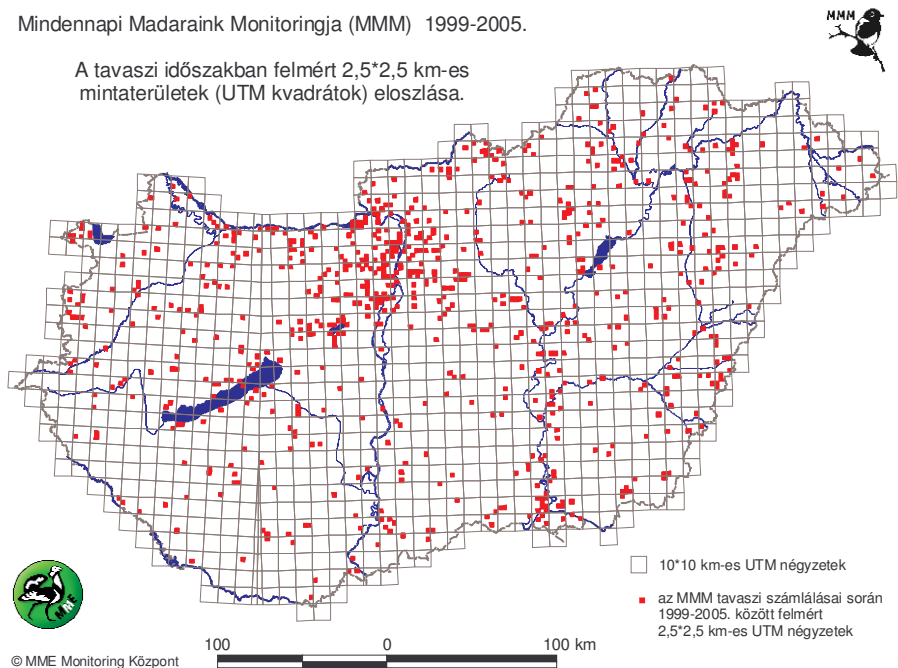 Mindennapi Madaraink Monitoringja (MMM) 1999-2005.
MMM
A tavaszi időszakban felmért 2,5*2,5 km-es
mintaterületek (UTM kvadrátok) eloszlása.
10*10 km-es UTM négyzetek
az MMM tavaszi számlálásai során
1999-2005. között felmért
2,5*2,5 km-es UTM négyzetek
MME
100 0 100 km
© MME Monitoring Központ